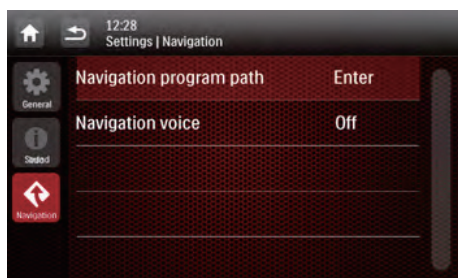 12:28
Settings | Navigation
Navigation program path Enter
General
Navigation voice Off
Navigation